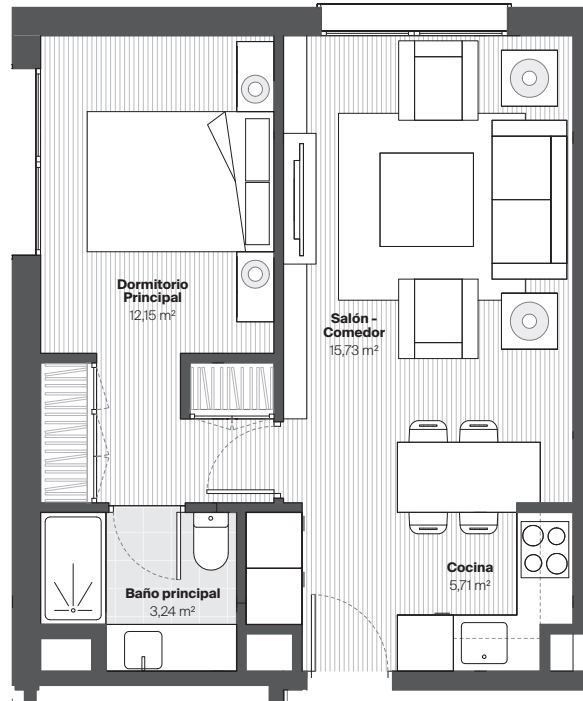 Dormitorio
Principal
12,15 m²
Salón -
Comedor
15,73 m²
Cocina
5,71 m²
Baño principal
3,24 m²